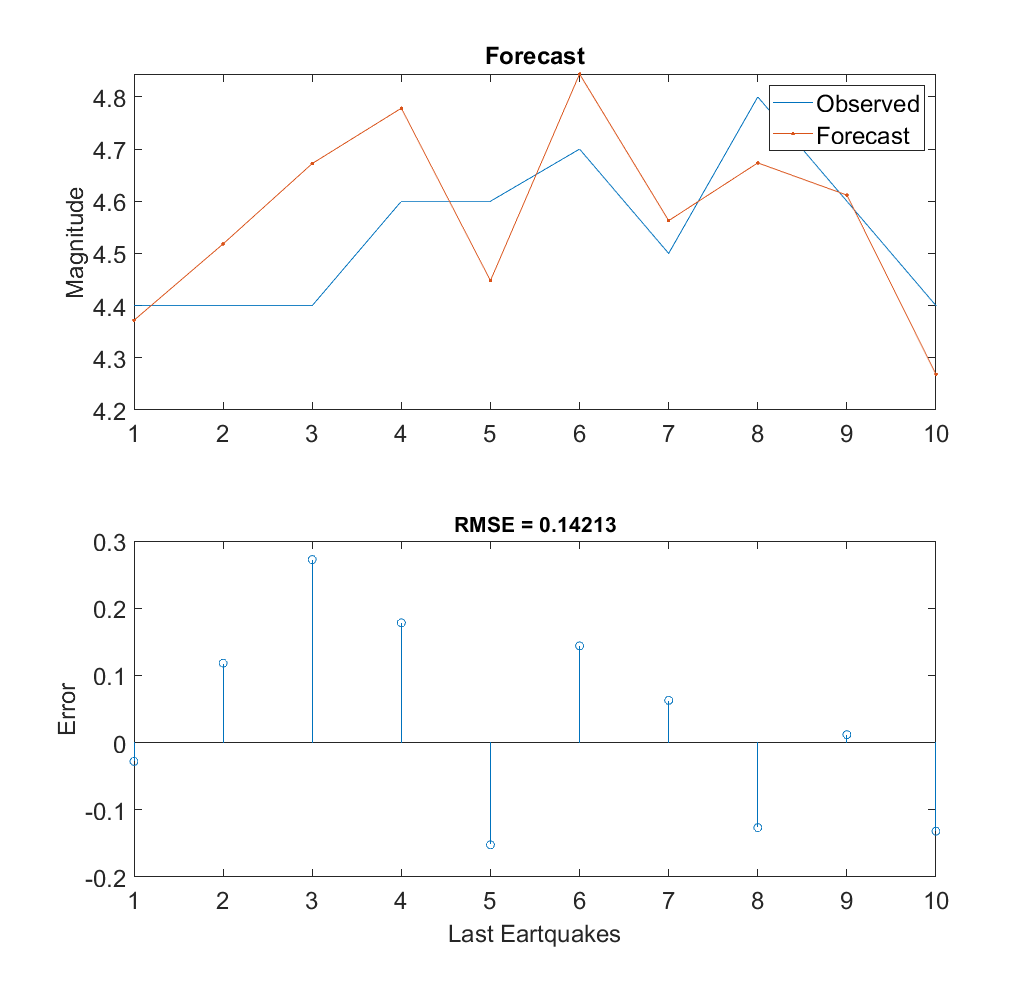 Forecast
Magnitude
4.8
4.7
4.6
4.5
4.4
4.3
4.2
Observed
Forecast
1 2 3 4 5 6 7 8 9 10
RMSE = 0.14213
Error
0.3
0.2
0.1
0
-0.1
-0.2
1 2 3 4 5 6 7 8 9 10
Last Eartquakes